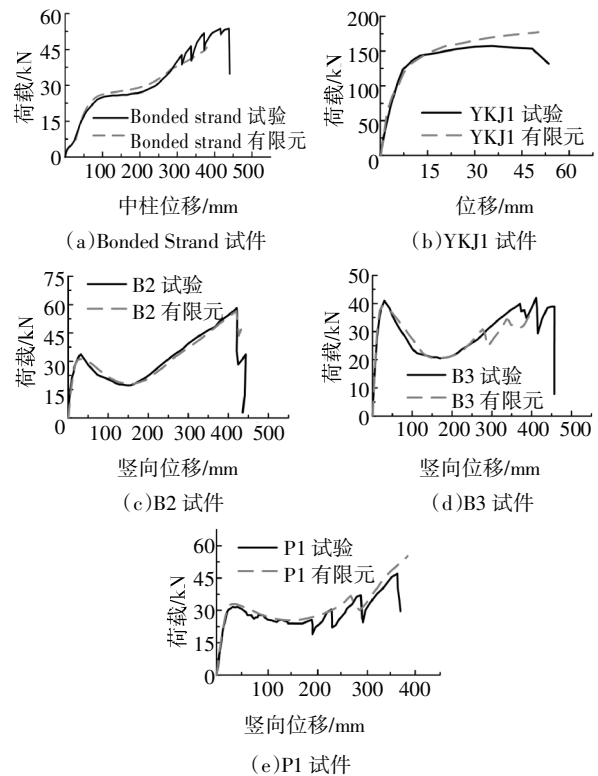 60
45
30
15
0
荷载/kN
Bonded strand 试验
Bonded strand 有限元
100 200 300 400 500
中柱位移/mm
(a)Bonded Strand 试件
200
150
100
50
0
荷载/kN
YKJ1 试验
YKJ1 有限元
15 30 45 60
位移/mm
(b)YKJ1 试件
75
60
45
30
15
0
荷载/kN
B2 试验
B2 有限元
100 200 300 400 500
竖向位移/mm
(c)B2 试件
50
40
30
20
10
0
荷载/kN
B3 试验
B3 有限元
100 200 300 400 500
竖向位移/mm
(d)B3 试件
60
45
30
15
0
荷载/kN
P1 试验
P1 有限元
100 200 300 400
竖向位移/mm
(e)P1 试件